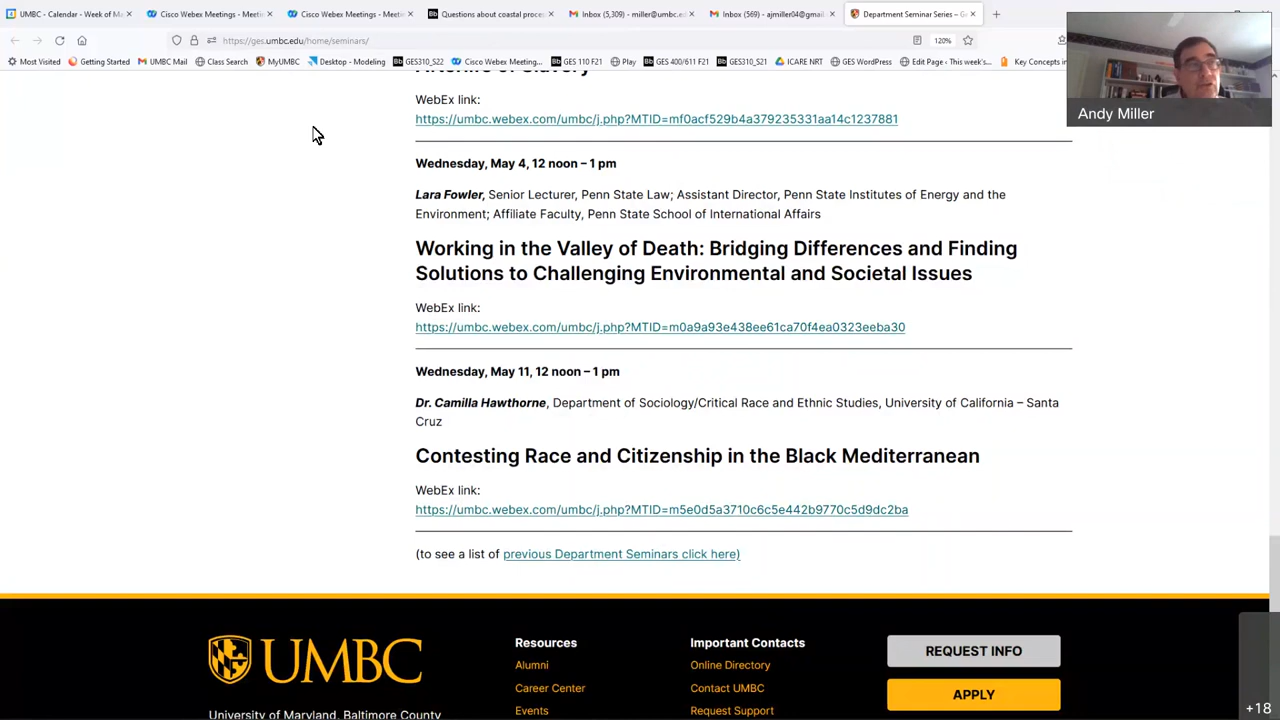 UMBC - Calendar - Week of M
Cisco Webex Meetings - Meeti
Cisco Webex Meetings - Meeti
Questions about coastal proce
Inbox (5,309) - miller@umbc.e
Inbox (569) - ajmiller04@gmai
Department Seminar Series – G
https://ges.umbc.edu/home/seminars/
120%
Most Visited
Getting Started
UMBC Mail
Class Search
MyUMBC
Desktop - Modeling
GES310_S22
Cisco Webex Meeting...
GES 110 F21
Play
GES 400/611 F21
GES310_S21
ICARE NRT
GES WordPress
Edit Page ‹ This week's...
Key Concepts in
Andy Miller
WebEx link:
https://umbc.webex.com/umbc/j.php?MTID=mf0acf529b4a379235331aa14c1237881
Wednesday, May 4, 12 noon – 1 pm
Lara Fowler, Senior Lecturer, Penn State Law; Assistant Director, Penn State Institutes of Energy and the
Environment; Affiliate Faculty, Penn State School of International Affairs
Working in the Valley of Death: Bridging Differences and Finding
Solutions to Challenging Environmental and Societal Issues
WebEx link:
https://umbc.webex.com/umbc/j.php?MTID=m0a9a93e438ee61ca70f4ea0323eeba30
Wednesday, May 11, 12 noon – 1 pm
Dr. Camilla Hawthorne, Department of Sociology/Critical Race and Ethnic Studies, University of California – Santa
Cruz
Contesting Race and Citizenship in the Black Mediterranean
WebEx link:
https://umbc.webex.com/umbc/j.php?MTID=m5e0d5a3710c6c5e442b9770c5d9dc2ba
(to see a list of previous Department Seminars click here)
UMBC
University of Maryland, Baltimore County
Resources
Alumni
Career Center
Events
Important Contacts
Online Directory
Contact UMBC
Request Support
REQUEST INFO
APPLY
+18